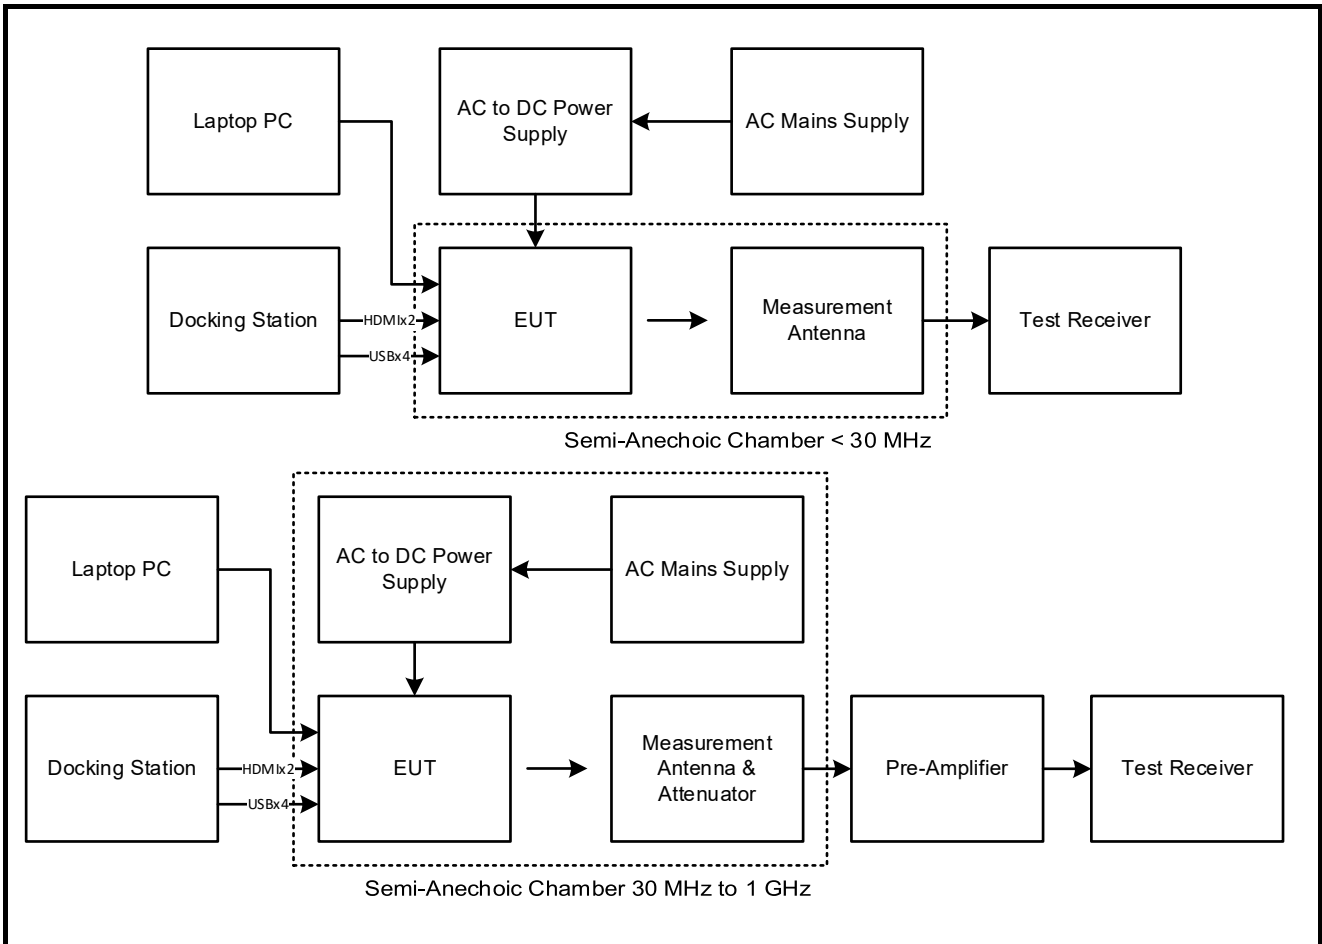 Laptop PC
AC to DC Power
Supply
AC Mains Supply
Docking Station
HDMIx2
USBx4
EUT
Measurement
Antenna
Test Receiver
Semi-Anechoic Chamber < 30 MHz
Laptop PC
AC to DC Power
Supply
AC Mains Supply
Docking Station
HDMIx2
USBx4
EUT
Measurement
Antenna &
Attenuator
Pre-Amplifier
Test Receiver
Semi-Anechoic Chamber 30 MHz to 1 GHz